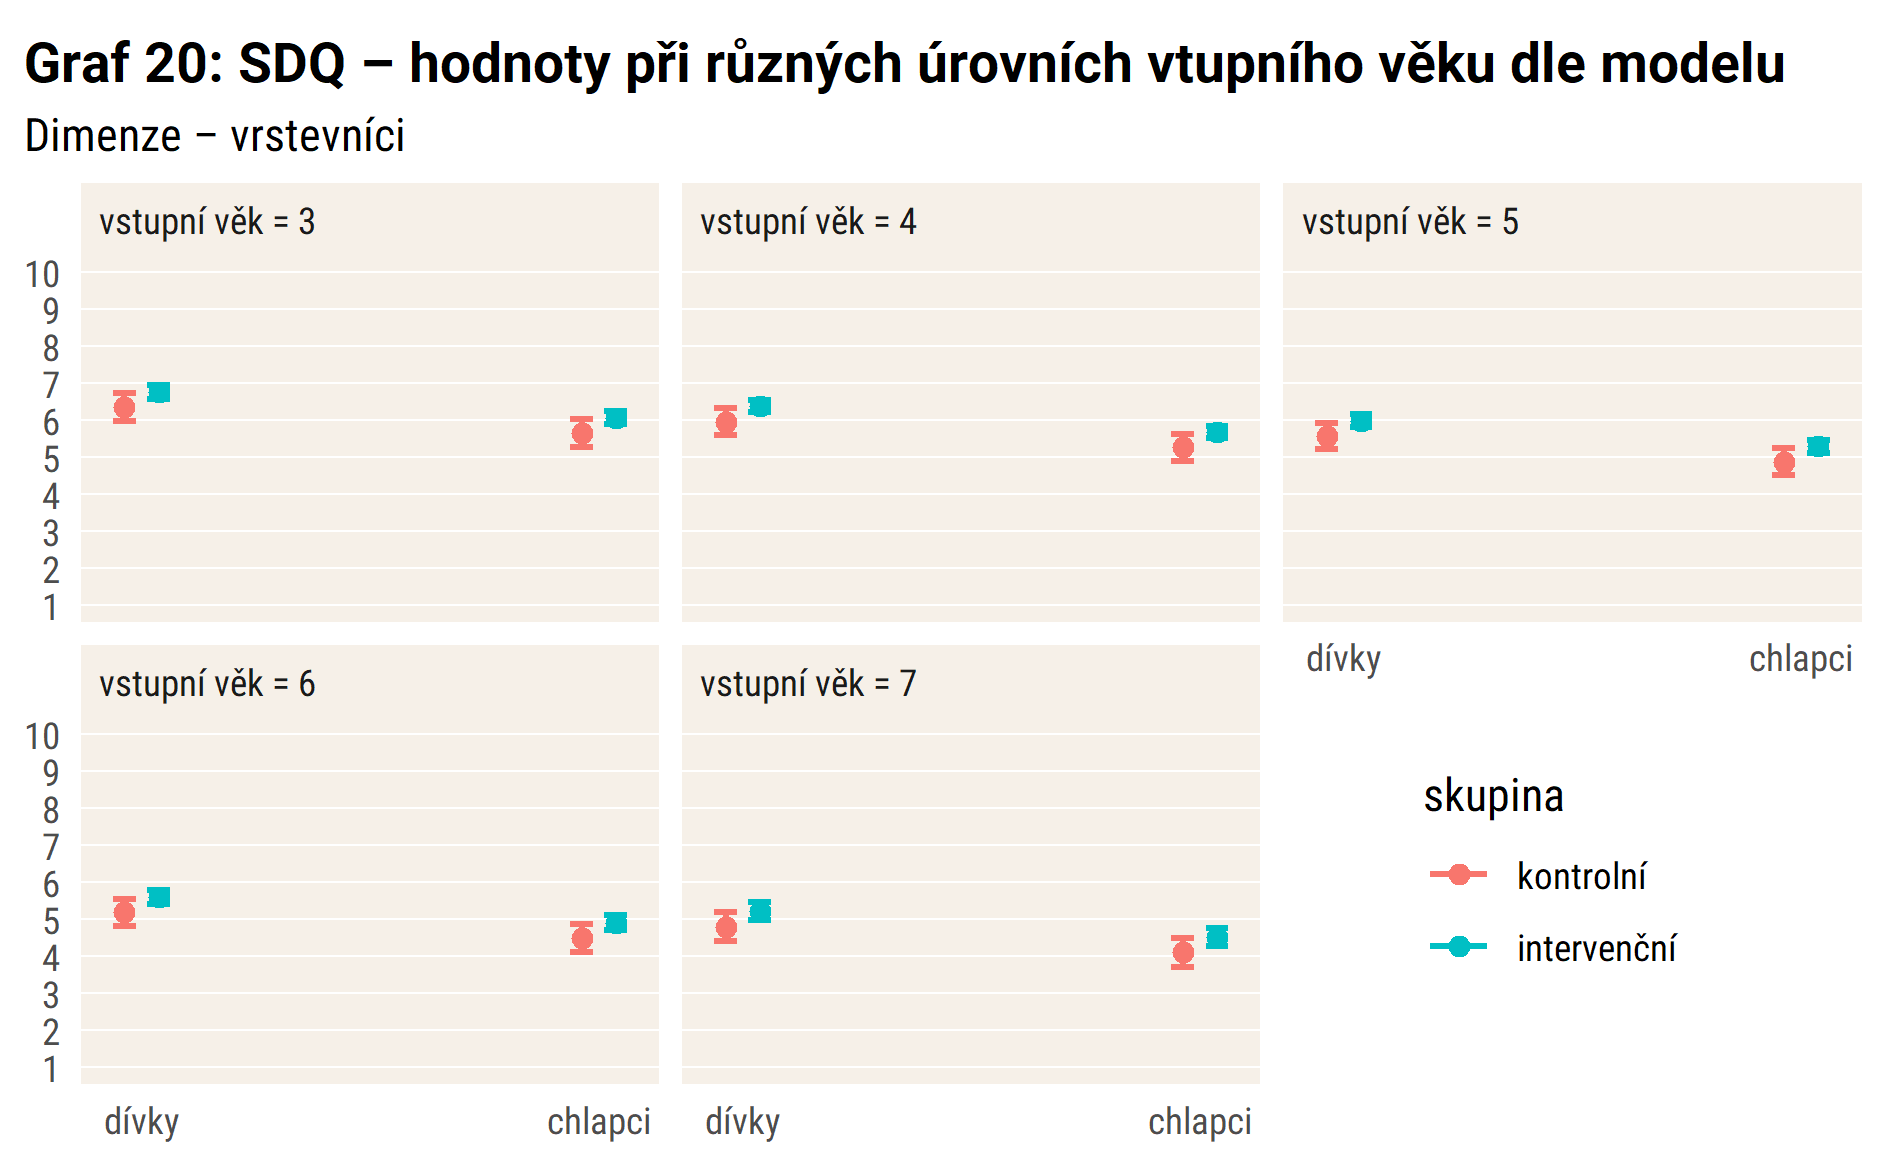 Graf 20: SDQ – hodnoty při různých úrovních vtupního věku dle modelu
Dimenze – vrstevníci
vstupní věk = 3
vstupní věk = 4
vstupní věk = 5
10
9
8
7
6
5
4
3
2
1
dívky
chlapci
vstupní věk = 6
vstupní věk = 7
10
9
8
7
6
5
4
3
2
1
dívky
chlapci
dívky
chlapci
skupina
kontrolní
intervenční